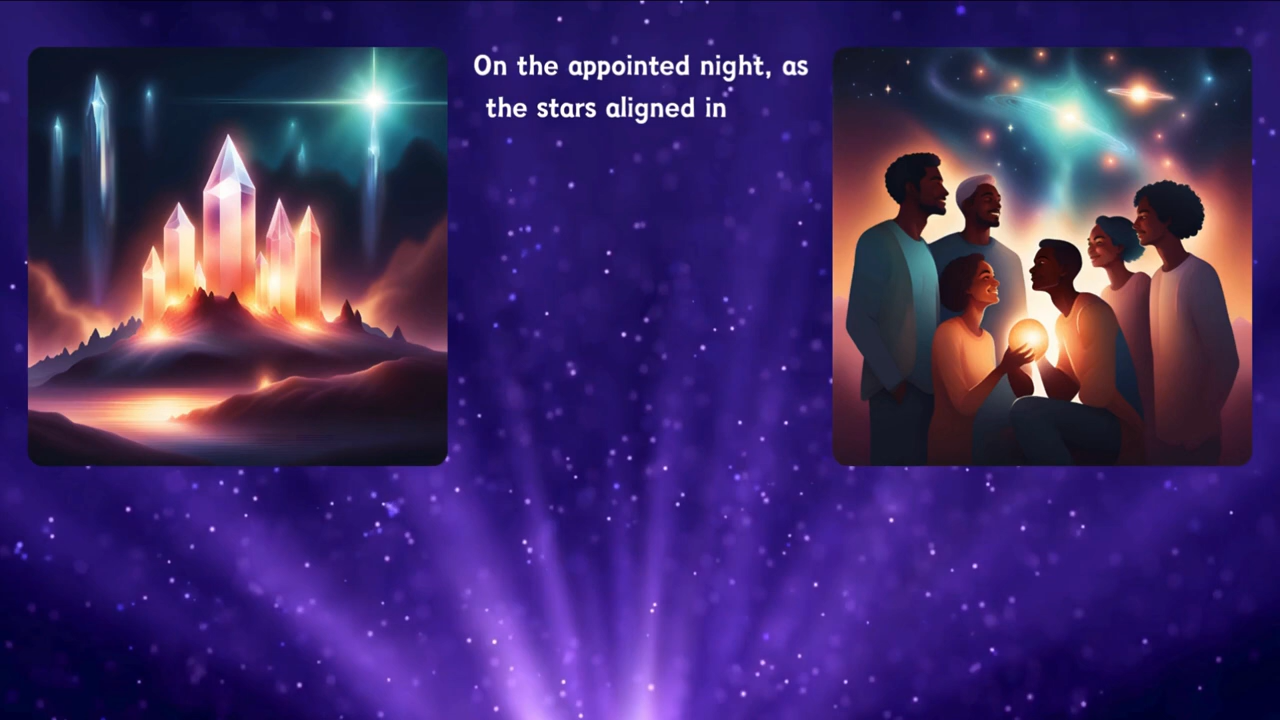 On the appointed night, as
the stars aligned in